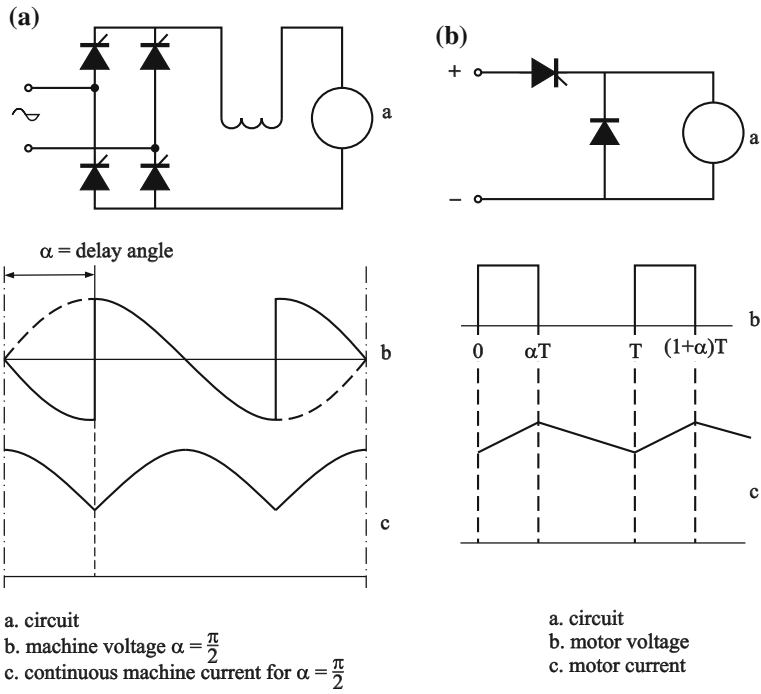 (a)
a
α = delay angle
b
c
a. circuit
b. machine voltage α = π/2
c. continuous machine current for α = π/2
(b)
+
a
−
b
0 αT T (1+α)T
c
a. circuit
b. motor voltage
c. motor current